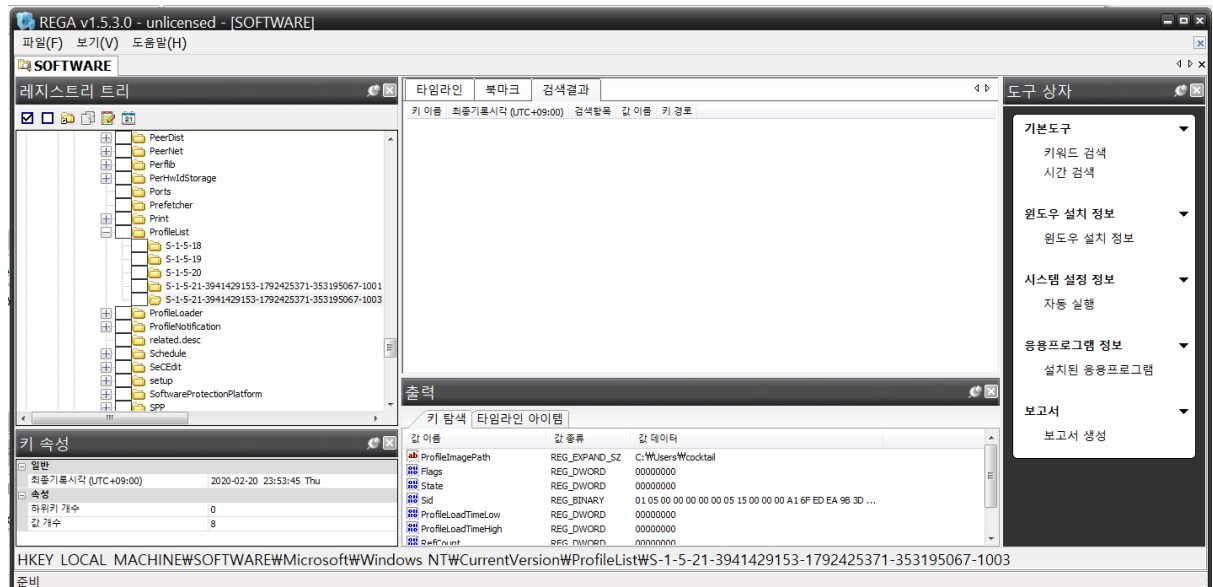 REGA v1.5.3.0 - unlicensed - [SOFTWARE]
파일(F) 보기(V) 도움말(H)
SOFTWARE
레지스트리 트리
PeerDist
PeerNet
Perflib
PerHwIdStorage
Ports
Prefetcher
Print
ProfileList
S-1-5-18
S-1-5-19
S-1-5-20
S-1-5-21-3941429153-1792425371-353195067-1001
S-1-5-21-3941429153-1792425371-353195067-1003
ProfileLoader
ProfileNotification
related.desc
Schedule
SeCEdit
setup
SoftwareProtectionPlatform
SPP
키 속성
일반
최종기록시각 (UTC+09:00) 2020-02-20 23:53:45 Thu
속성
하위키 개수 0
값 개수 8
타임라인 북마크 검색결과
키 이름 최종기록시각 (UTC+09:00) 검색항목 값 이름 키 경로
출력
키 탐색 타임라인 아이템
값 이름 값 종류 값 데이터
ProfileImagePath REG_EXPAND_SZ C:₩Users₩cocktail
Flags REG_DWORD 00000000
State REG_DWORD 00000000
Sid REG_BINARY 01 05 00 00 00 00 00 05 15 00 00 00 A1 6F ED EA 9B 3D ...
ProfileLoadTimeLow REG_DWORD 00000000
ProfileLoadTimeHigh REG_DWORD 00000000
RefCount REG_DWORD 00000000
도구 상자
기본도구
키워드 검색
시간 검색
윈도우 설치 정보
윈도우 설치 정보
시스템 설정 정보
자동 실행
응용프로그램 정보
설치된 응용프로그램
보고서
보고서 생성
HKEY_LOCAL_MACHINE₩SOFTWARE₩Microsoft₩Windows NT₩CurrentVersion₩ProfileList₩S-1-5-21-3941429153-1792425371-353195067-1003
준비